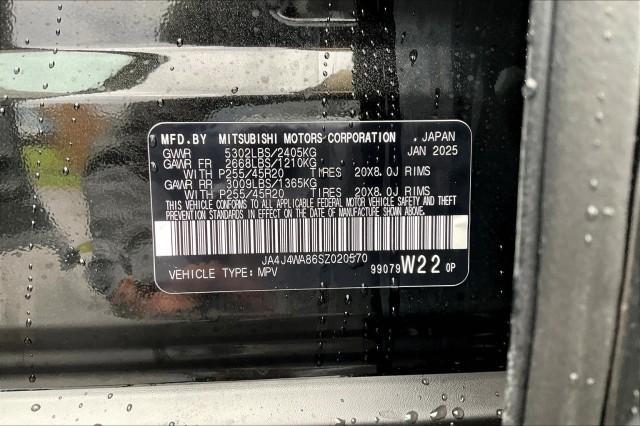 MFD.BY MITSUBISHI MOTORS CORPORATION JAPAN
GVWR 5302LBS/2405KG JAN 2025
GAWR FR 2668LBS/1210KG
WITH P255/45R20 TIRES 20X8.0J RIMS
GAWR RR 3009LBS/1365KG
WITH P255/45R20 TIRES 20X8.0J RIMS
THIS VEHICLE CONFORMS TO ALL APPLICABLE FEDERAL MOTOR VEHICLE SAFETY AND THEFT
PREVENTION STANDARDS IN EFFECT ON THE DATE OF MANUFACTURE SHOWN ABOVE.
JA4J4WA86SZ020570
VEHICLE TYPE: MPV 99079 W22 0P